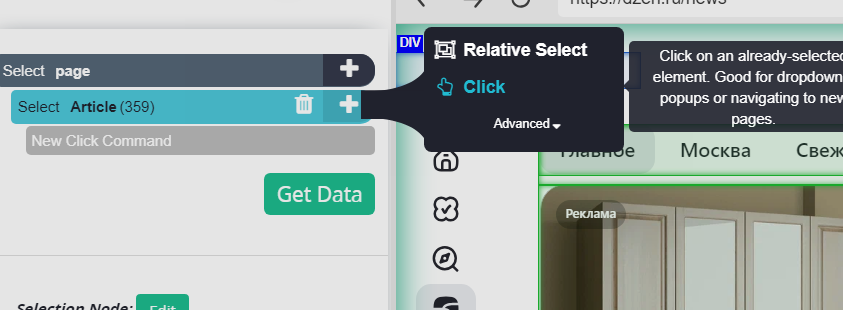 https://dzen.ru/news
DIV
Relative Select
Click on an already-selected
element. Good for dropdown
popups or navigating to new
pages.
Click
Advanced
Select page
Select Article (359)
New Click Command
Get Data
Главное
Москва
Свеж
Реклама
Selection Node:
Edit